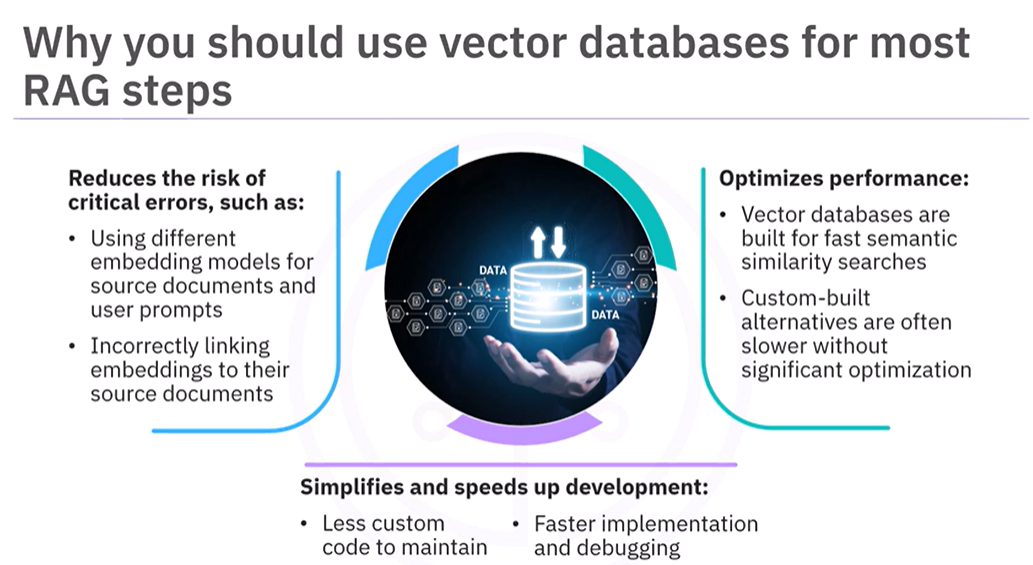 Why you should use vector databases for most
RAG steps
Reduces the risk of
critical errors, such as:
• Using different
embedding models for
source documents and
user prompts
• Incorrectly linking
embeddings to their
source documents
DATA
DATA
Optimizes performance:
• Vector databases are
built for fast semantic
similarity searches
• Custom-built
alternatives are often
slower without
significant optimization
Simplifies and speeds up development:
• Less custom
code to maintain
• Faster implementation
and debugging